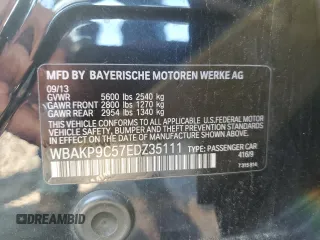 MFD BY BAYERISCHE MOTOREN WERKE AG
09/13
GVWR 5600 lbs 2540 kg
GAWR FRONT 2800 lbs 1270 kg
GAWR REAR 2954 lbs 1340 kg
THIS VEHICLE CONFORMS TO ALL APPLICABLE FEDERAL
MOTOR VEHICLE SAFETY, BUMPER AND THEFT PREVENTION
STANDARDS IN EFFECT ON THE
DATE OF MANUFACTURE SHOWN ABOVE.
WBAKP9C57EDZ35111 TYPE: PASSENGER CAR
416/9
DREAMBID